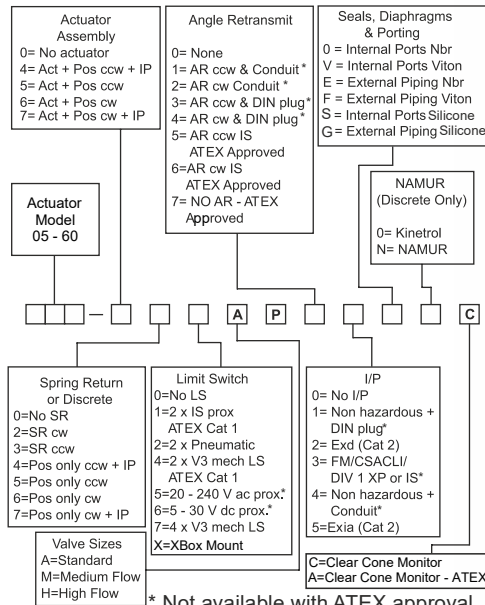 Actuator
Assembly
0= No actuator
4= Act + Pos ccw + IP
5= Act + Pos ccw
6= Act + Pos cw
7= Act + Pos cw + IP
Angle Retransmit
0= None
1= AR ccw & Conduit*
2= AR cw Conduit*
3= AR ccw & DIN plug*
4= AR cw & DIN plug*
5= AR ccw IS
ATEX Approved
6=AR cw IS
ATEX Approved
7= NO AR - ATEX
Approved
Seals, Diaphragms
& Porting
0 = Internal Ports Nbr
V = Internal Ports Viton
E = External Piping Nbr
F = External Piping Viton
S = Internal Ports Silicone
G = External Piping Silicone
NAMUR
(Discrete Only)
0= Kinetrol
N= NAMUR
Actuator
Model
05 - 60
– A P C
Spring Return
or Discrete
0=No SR
2=SR cw
3=SR ccw
4=Pos only ccw + IP
5=Pos only ccw
6=Pos only cw
7=Pos only cw + IP
Limit Switch
0=No LS
1=2 x IS prox
ATEX Cat 1
2=2 x Pneumatic
4=2 x V3 mech LS
ATEX Cat 1
5=20 - 240 V ac prox.*
6=5 - 30 V dc prox.*
7=4 x V3 mech LS
X=XBox Mount
I/P
0= No I/P
1= Non hazardous +
DIN plug*
2= Exd (Cat 2)
3= FM/CSACLI/
DIV 1 XP or IS*
4= Non hazardous +
Conduit*
5=Exia (Cat 2)
Valve Sizes
A=Standard
M=Medium Flow
H=High Flow
C=Clear Cone Monitor
A=Clear Cone Monitor - ATEX
* Not available with ATEX approval